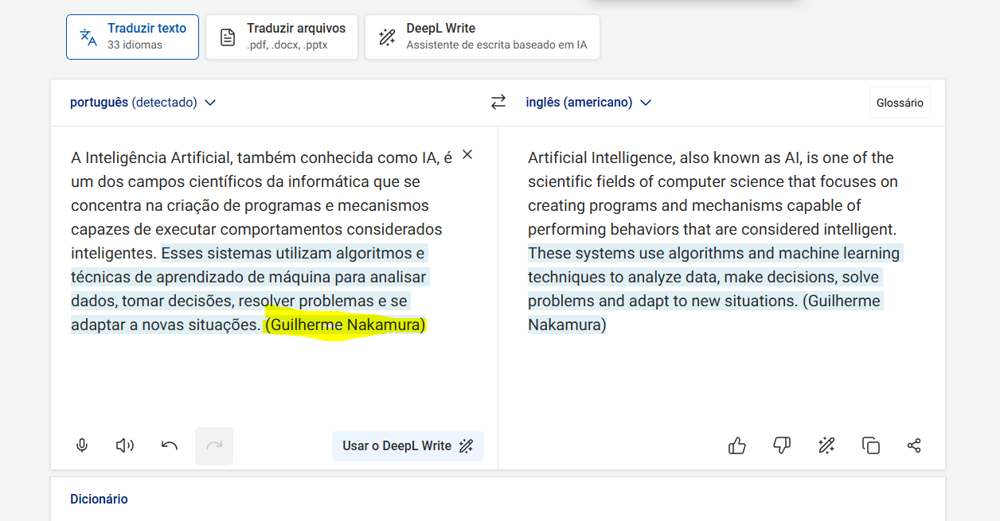 Traduzir texto
33 idiomas
Traduzir arquivos
.pdf, .docx, .pptx
DeepL Write
Assistente de escrita baseado em IA
português (detectado)
inglês (americano)
Glossário
A Inteligência Artificial, também conhecida como IA, é
um dos campos científicos da informática que se
concentra na criação de programas e mecanismos
capazes de executar comportamentos considerados
inteligentes. Esses sistemas utilizam algoritmos e
técnicas de aprendizado de máquina para analisar
dados, tomar decisões, resolver problemas e se
adaptar a novas situações. (Guilherme Nakamura)
Artificial Intelligence, also known as AI, is one of the
scientific fields of computer science that focuses on
creating programs and mechanisms capable of
performing behaviors that are considered intelligent.
These systems use algorithms and machine learning
techniques to analyze data, make decisions, solve
problems and adapt to new situations. (Guilherme
Nakamura)
Usar o DeepL Write
Dicionário